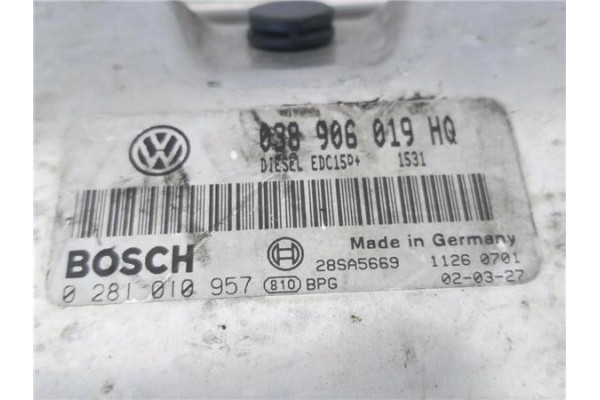 038 906 019 HQ
DIESEL EDC15P+ 1531
Made in Germany
BOSCH 28SA5669 1126 0701
0 281 010 957 810 BPG 02-03-27